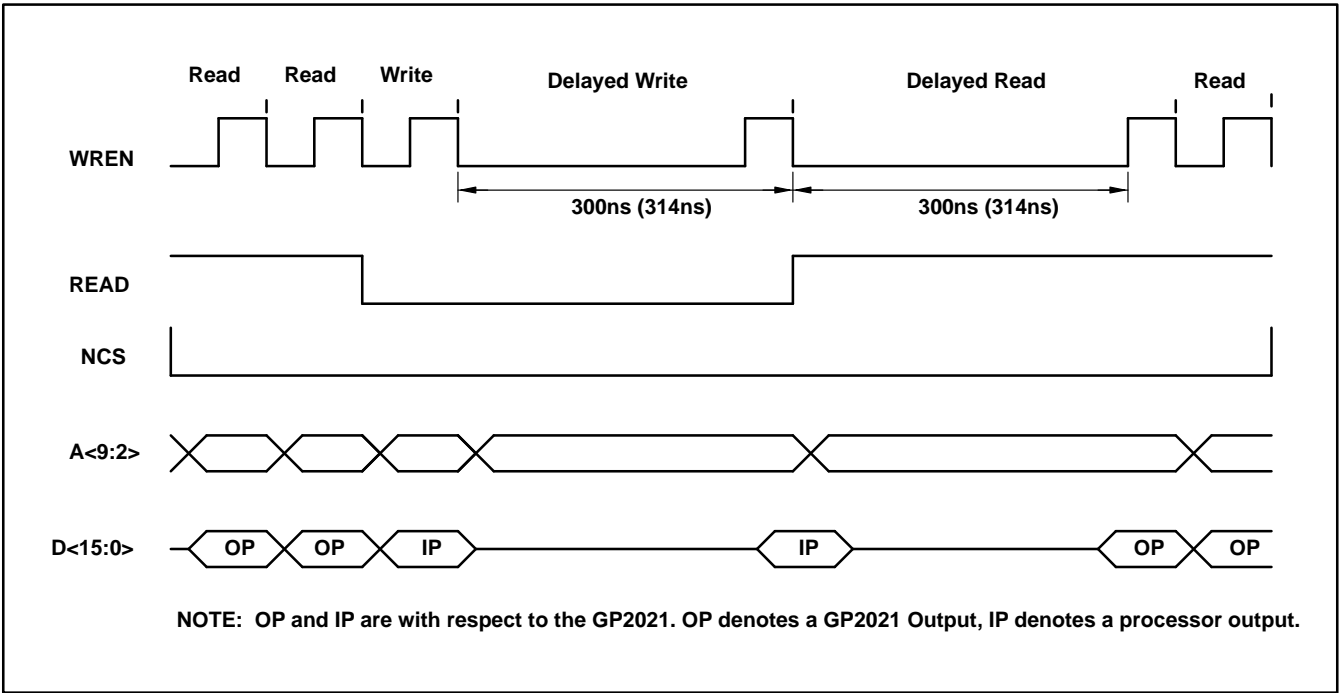 Read Read Write Delayed Write Delayed Read Read
WREN
300ns (314ns) 300ns (314ns)
READ
NCS
A<9:2>
D<15:0> OP OP IP IP OP OP
NOTE: OP and IP are with respect to the GP2021. OP denotes a GP2021 Output, IP denotes a processor output.